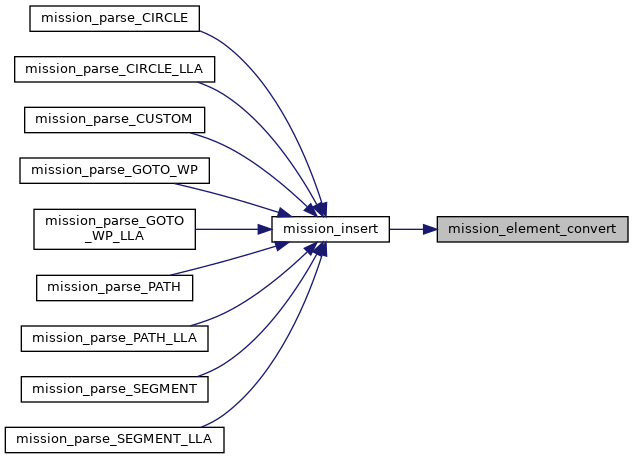 mission_parse_CIRCLE
mission_parse_CIRCLE_LLA
mission_parse_CUSTOM
mission_parse_GOTO_WP
mission_parse_GOTO
_WP_LLA
mission_parse_PATH
mission_parse_PATH_LLA
mission_parse_SEGMENT
mission_parse_SEGMENT_LLA
mission_insert
mission_element_convert